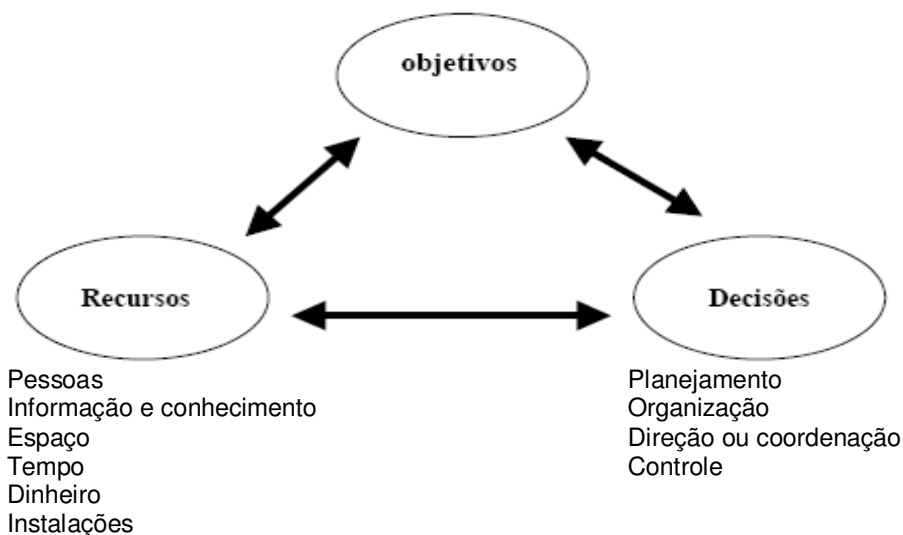 objetivos
Recursos
Decisões
Pessoas
Informação e conhecimento
Espaço
Tempo
Dinheiro
Instalações
Planejamento
Organização
Direção ou coordenação
Controle